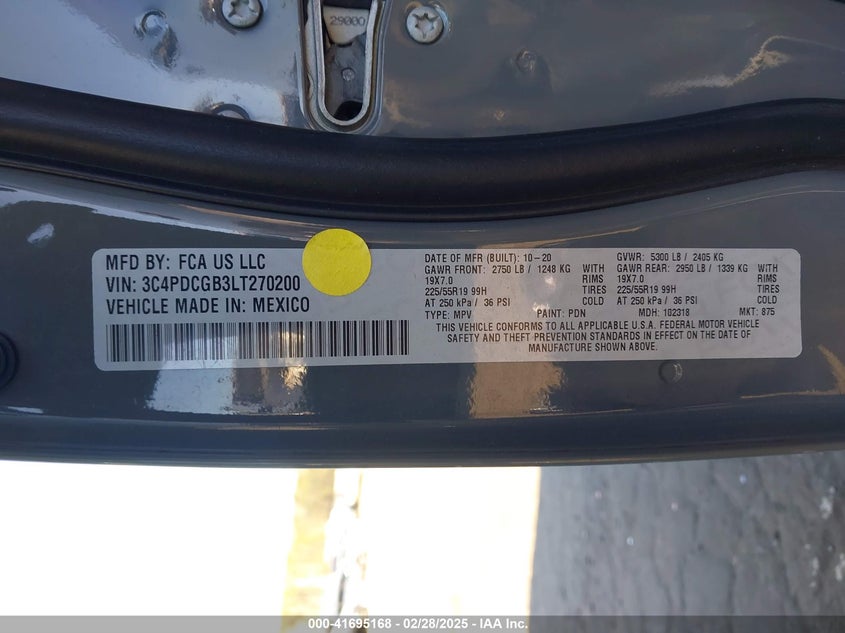 29000
MFD BY: FCA US LLC
VIN: 3C4PDCGB3LT270200
VEHICLE MADE IN: MEXICO
DATE OF MFR (BUILT): 10-20 GVWR: 5300 LB / 2405 KG
GAWR FRONT: 2750 LB / 1248 KG WITH GAWR REAR: 2950 LB / 1339 KG WITH
19X7.0 RIMS 19X7.0 RIMS
225/55R19 99H TIRES 225/55R19 99H TIRES
AT 250 kPa / 36 PSI COLD AT 250 kPa / 36 PSI COLD
TYPE: MPV PAINT: PDN MDH: 102318 MKT: 875
THIS VEHICLE CONFORMS TO ALL APPLICABLE U.S.A. FEDERAL MOTOR VEHICLE
SAFETY AND THEFT PREVENTION STANDARDS IN EFFECT ON THE DATE OF
MANUFACTURE SHOWN ABOVE.
000-41695168 - 02/28/2025 - IAA Inc.